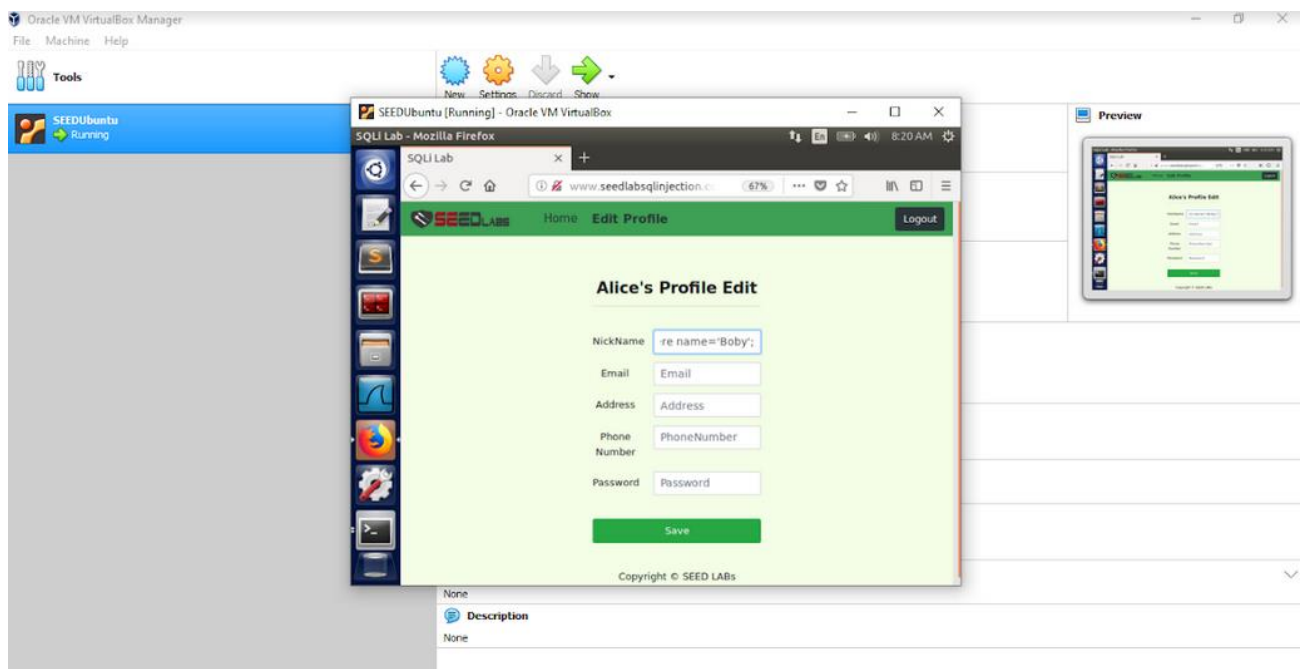 Oracle VM VirtualBox Manager
File Machine Help
Tools
New Settings Discard Show
SEEDUbuntu
Running
Preview
SEEDUbuntu [Running] - Oracle VM VirtualBox
SQLi Lab - Mozilla Firefox
En
8:20 AM
SQLi Lab
www.seedlabsqlinjection.c
67%
SEEDLABS
Home Edit Profile
Logout
Alice's Profile Edit
NickName re name='Boby';
Email Email
Address Address
Phone Number PhoneNumber
Password Password
Save
Copyright © SEED LABs
None
Description
None